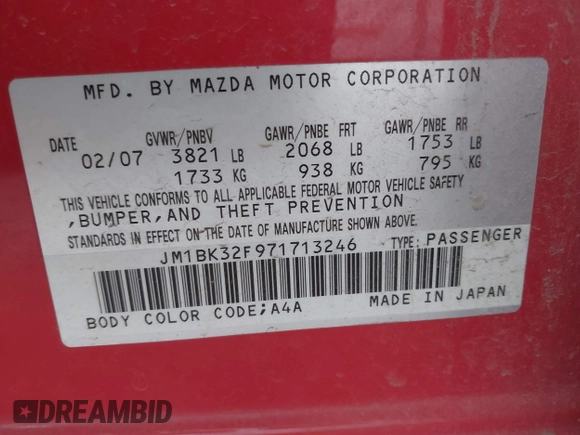 MFD. BY MAZDA MOTOR CORPORATION
DATE GVWR/PNBV GAWR/PNBE FRT GAWR/PNBE RR
02/07 3821 LB 2068 LB 1753 LB
1733 KG 938 KG 795 KG
THIS VEHICLE CONFORMS TO ALL APPLICABLE FEDERAL MOTOR VEHICLE SAFETY
,BUMPER,AND THEFT PREVENTION
STANDARDS IN EFFECT ON THE DATE OF MANUFACTURE SHOWN ABOVE.
JM1BK32F971713246 TYPE: PASSENGER
BODY COLOR CODE;A4A MADE IN JAPAN
DREAMBID